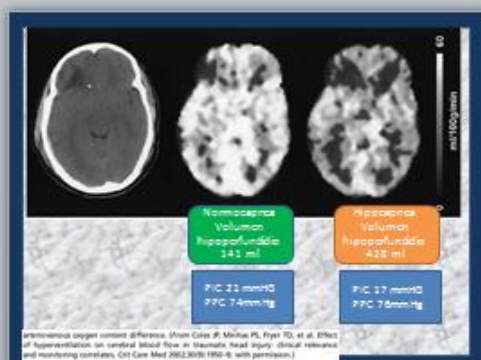 60
ml/100g/min
0
Normocapnea
Volumen
hipoperfundido
141 ml
Hipocapnea
Volumen
hipoperfundido
428 ml
PIC 21 mmHG
PPC 74mmHg
PIC 17 mmHG
PPC 76mmHg
arteriovenous oxygen content difference. (From Coles JP, Minhas PS, Fryer TD, et al. Effect
of hyperventilation on cerebral blood flow in traumatic head injury: clinical relevance
and monitoring correlates. Crit Care Med 2002;30(9):1950–9; with permission.)